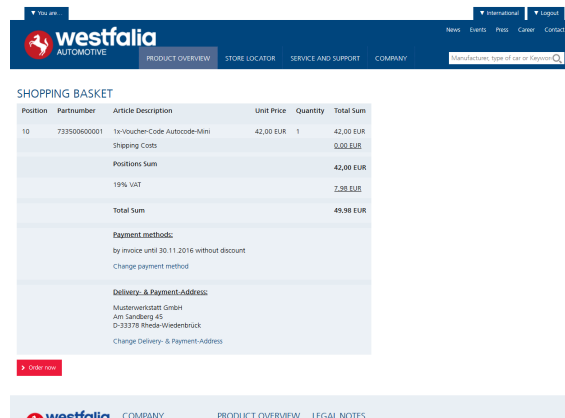 ▼ You are...
▼ International ▼ Logout
News Events Press Career Contact
westfalia
AUTOMOTIVE
PRODUCT OVERVIEW STORE LOCATOR SERVICE AND SUPPORT COMPANY
Manufacturer, type of car or Keywor
SHOPPING BASKET
Position Partnumber Article Description Unit Price Quantity Total Sum
10 733500600001 1x-Voucher-Code Autocode-Mini 42,00 EUR 1 42,00 EUR
Shipping Costs 0,00 EUR
Positions Sum 42,00 EUR
19% VAT 7,98 EUR
Total Sum 49,98 EUR
Payment methods:
by invoice until 30.11.2016 without discount
Change payment method
Delivery- & Payment-Address:
Musterwerkstatt GmbH
Am Sandberg 45
D-33378 Rheda-Wiedenbrück
Change Delivery- & Payment-Address
Order now
westfalia COMPANY PRODUCT OVERVIEW LEGAL NOTES